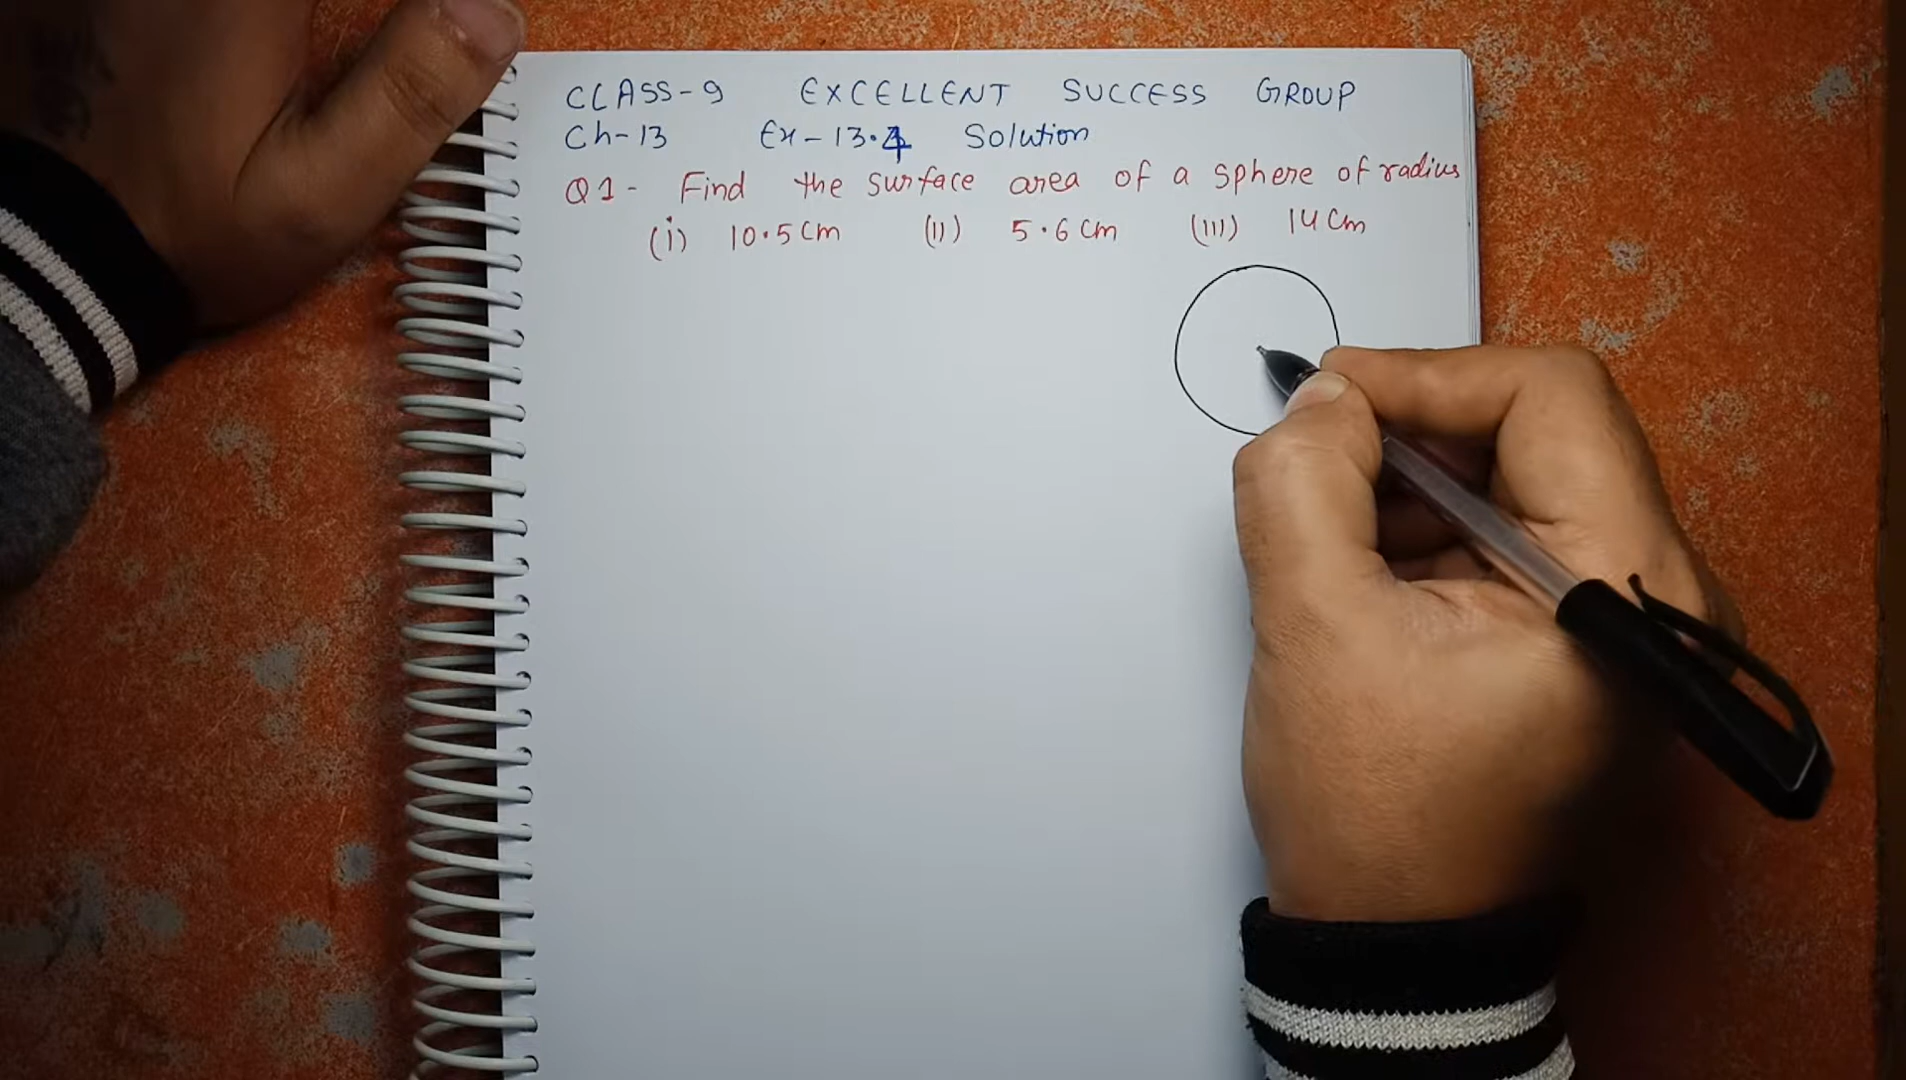 CLASS-9 EXCELLENT SUCCESS GROUP
Ch-13 Ex-13.4 Solution
Q1- Find the surface area of a sphere of radius
(i) 10.5 cm (II) 5.6 cm (III) 14 cm